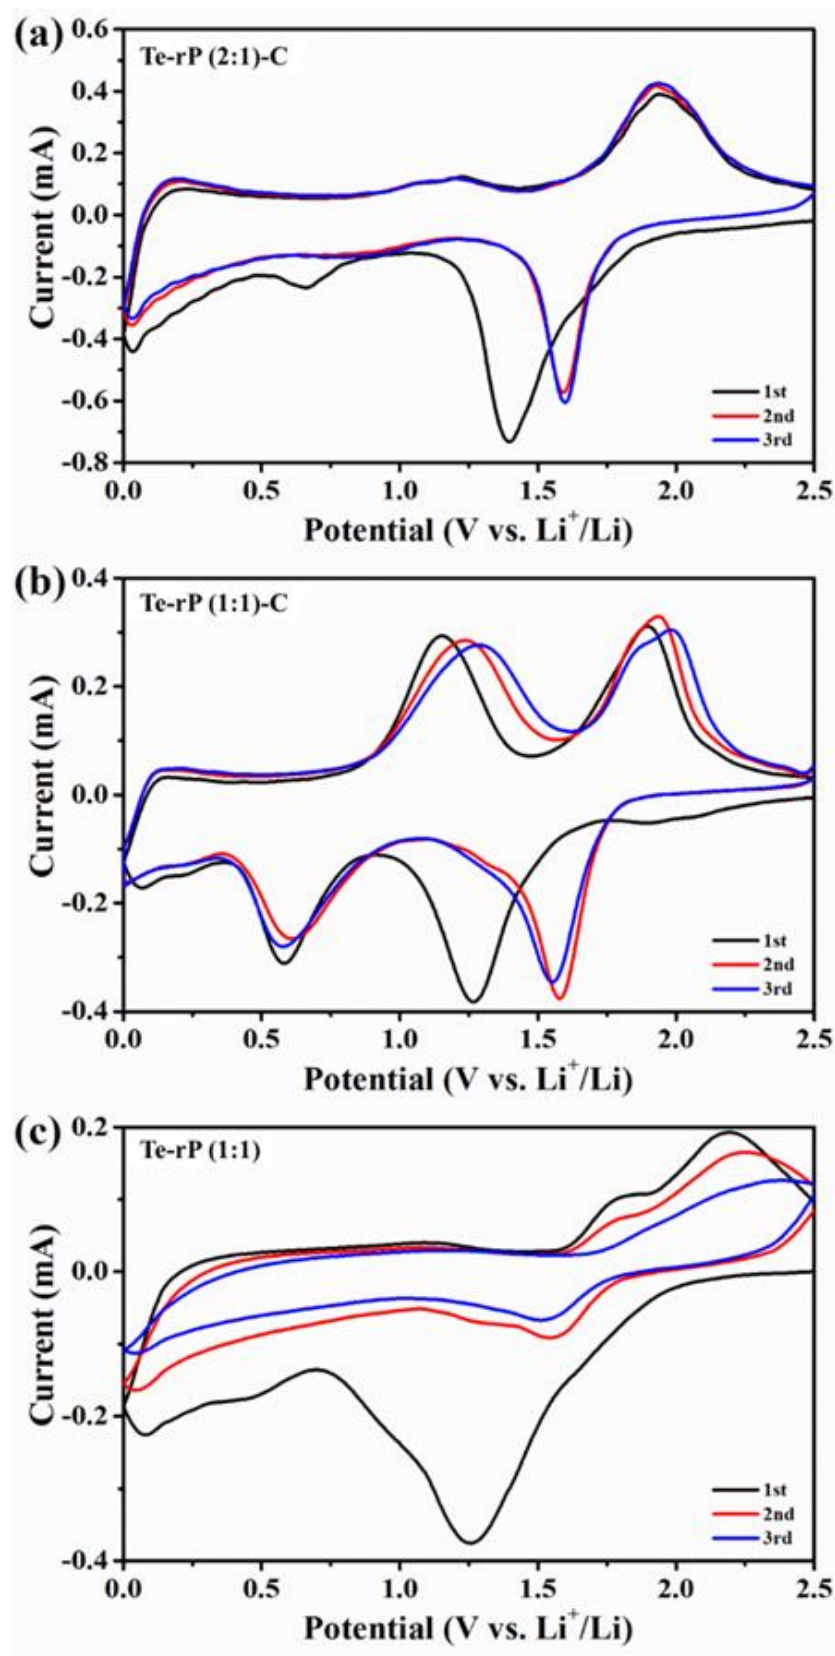 (a)
Te-rP (2:1)-C
0.6
0.4
0.2
0.0
-0.2
-0.4
-0.6
-0.8
Current (mA)
1st
2nd
3rd
0.0 0.5 1.0 1.5 2.0 2.5
Potential (V vs. Li⁺/Li)
(b)
Te-rP (1:1)-C
0.4
0.2
0.0
-0.2
-0.4
Current (mA)
1st
2nd
3rd
0.0 0.5 1.0 1.5 2.0 2.5
Potential (V vs. Li⁺/Li)
(c)
Te-rP (1:1)
0.2
0.0
-0.2
-0.4
Current (mA)
1st
2nd
3rd
0.0 0.5 1.0 1.5 2.0 2.5
Potential (V vs. Li⁺/Li)